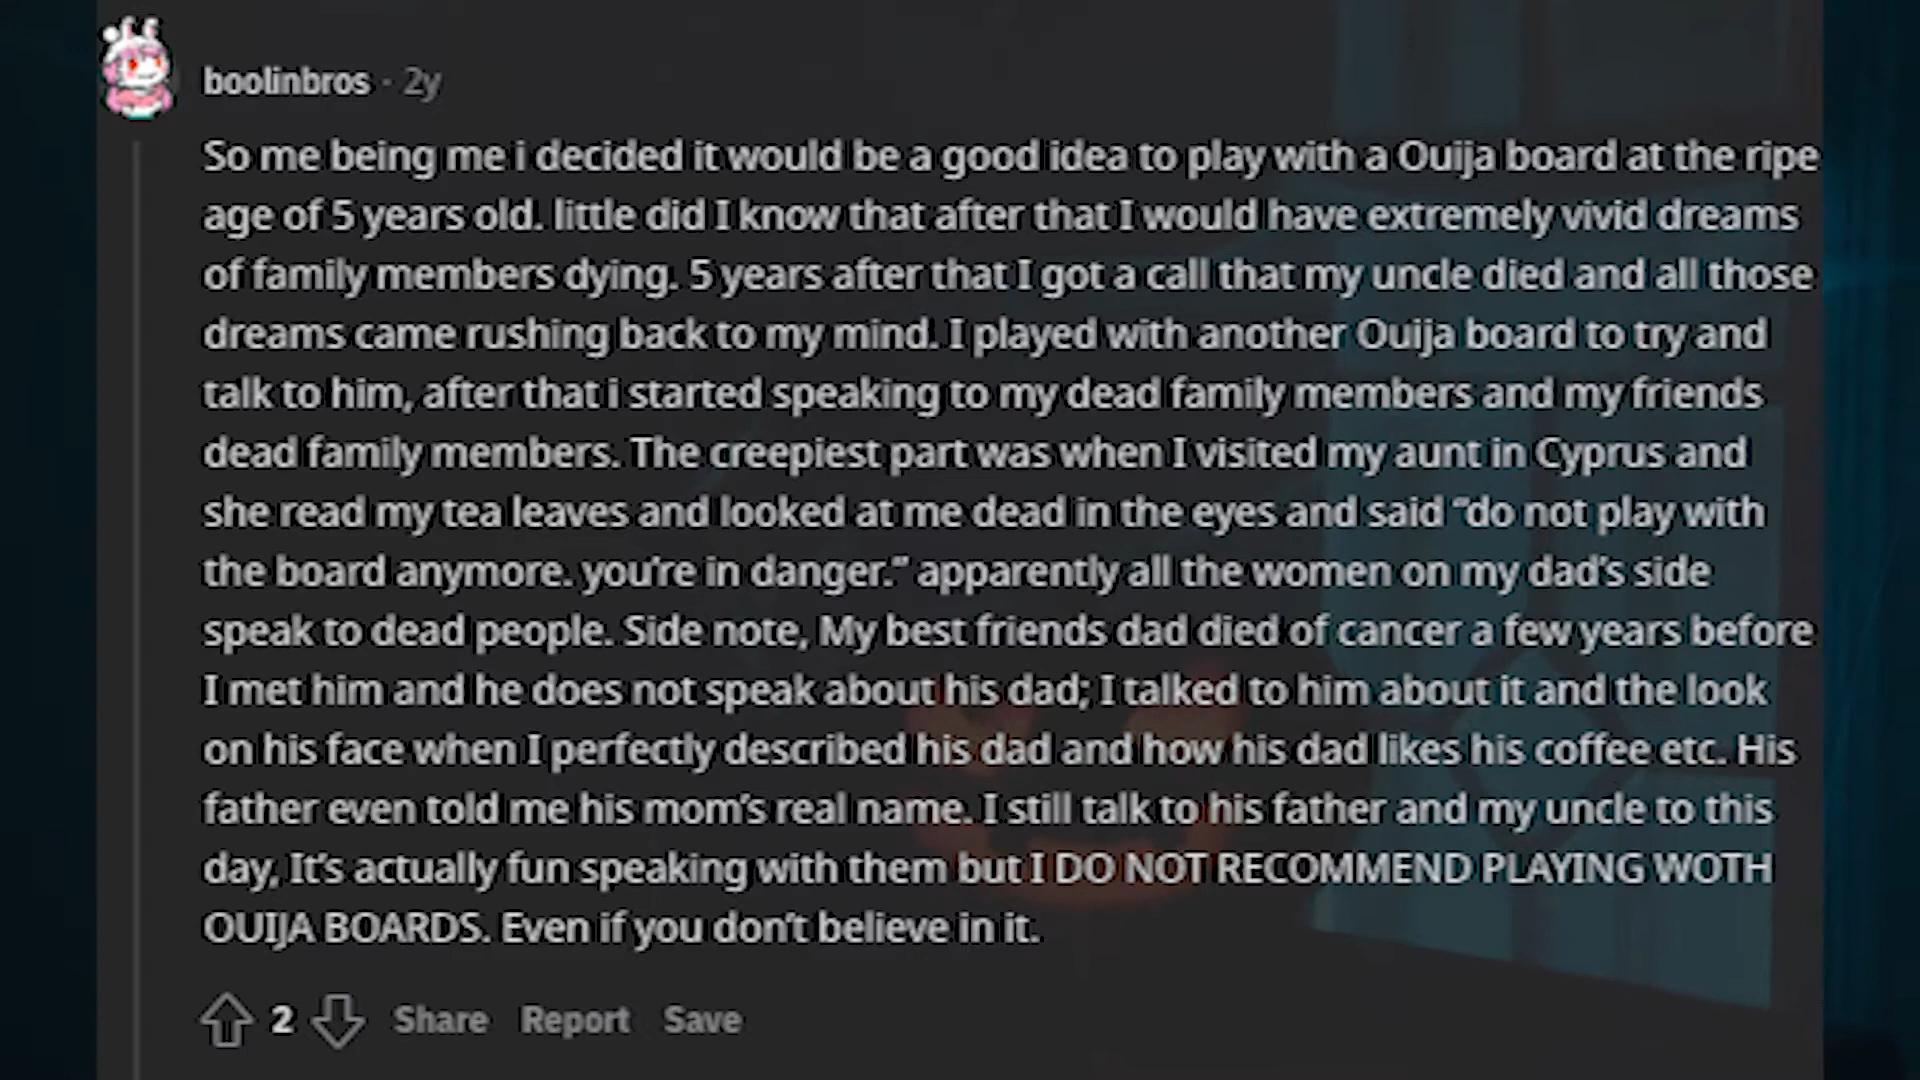 boolinbros · 2y
So me being me i decided it would be a good idea to play with a Ouija board at the ripe
age of 5 years old. little did I know that after that I would have extremely vivid dreams
of family members dying. 5 years after that I got a call that my uncle died and all those
dreams came rushing back to my mind. I played with another Ouija board to try and
talk to him, after that i started speaking to my dead family members and my friends
dead family members. The creepiest part was when I visited my aunt in Cyprus and
she read my tea leaves and looked at me dead in the eyes and said “do not play with
the board anymore. you’re in danger.” apparently all the women on my dad’s side
speak to dead people. Side note, My best friends dad died of cancer a few years before
I met him and he does not speak about his dad; I talked to him about it and the look
on his face when I perfectly described his dad and how his dad likes his coffee etc. His
father even told me his mom’s real name. I still talk to his father and my uncle to this
day, It’s actually fun speaking with them but I DO NOT RECOMMEND PLAYING WOTH
OUIJA BOARDS. Even if you don’t believe in it.
2 Share Report Save